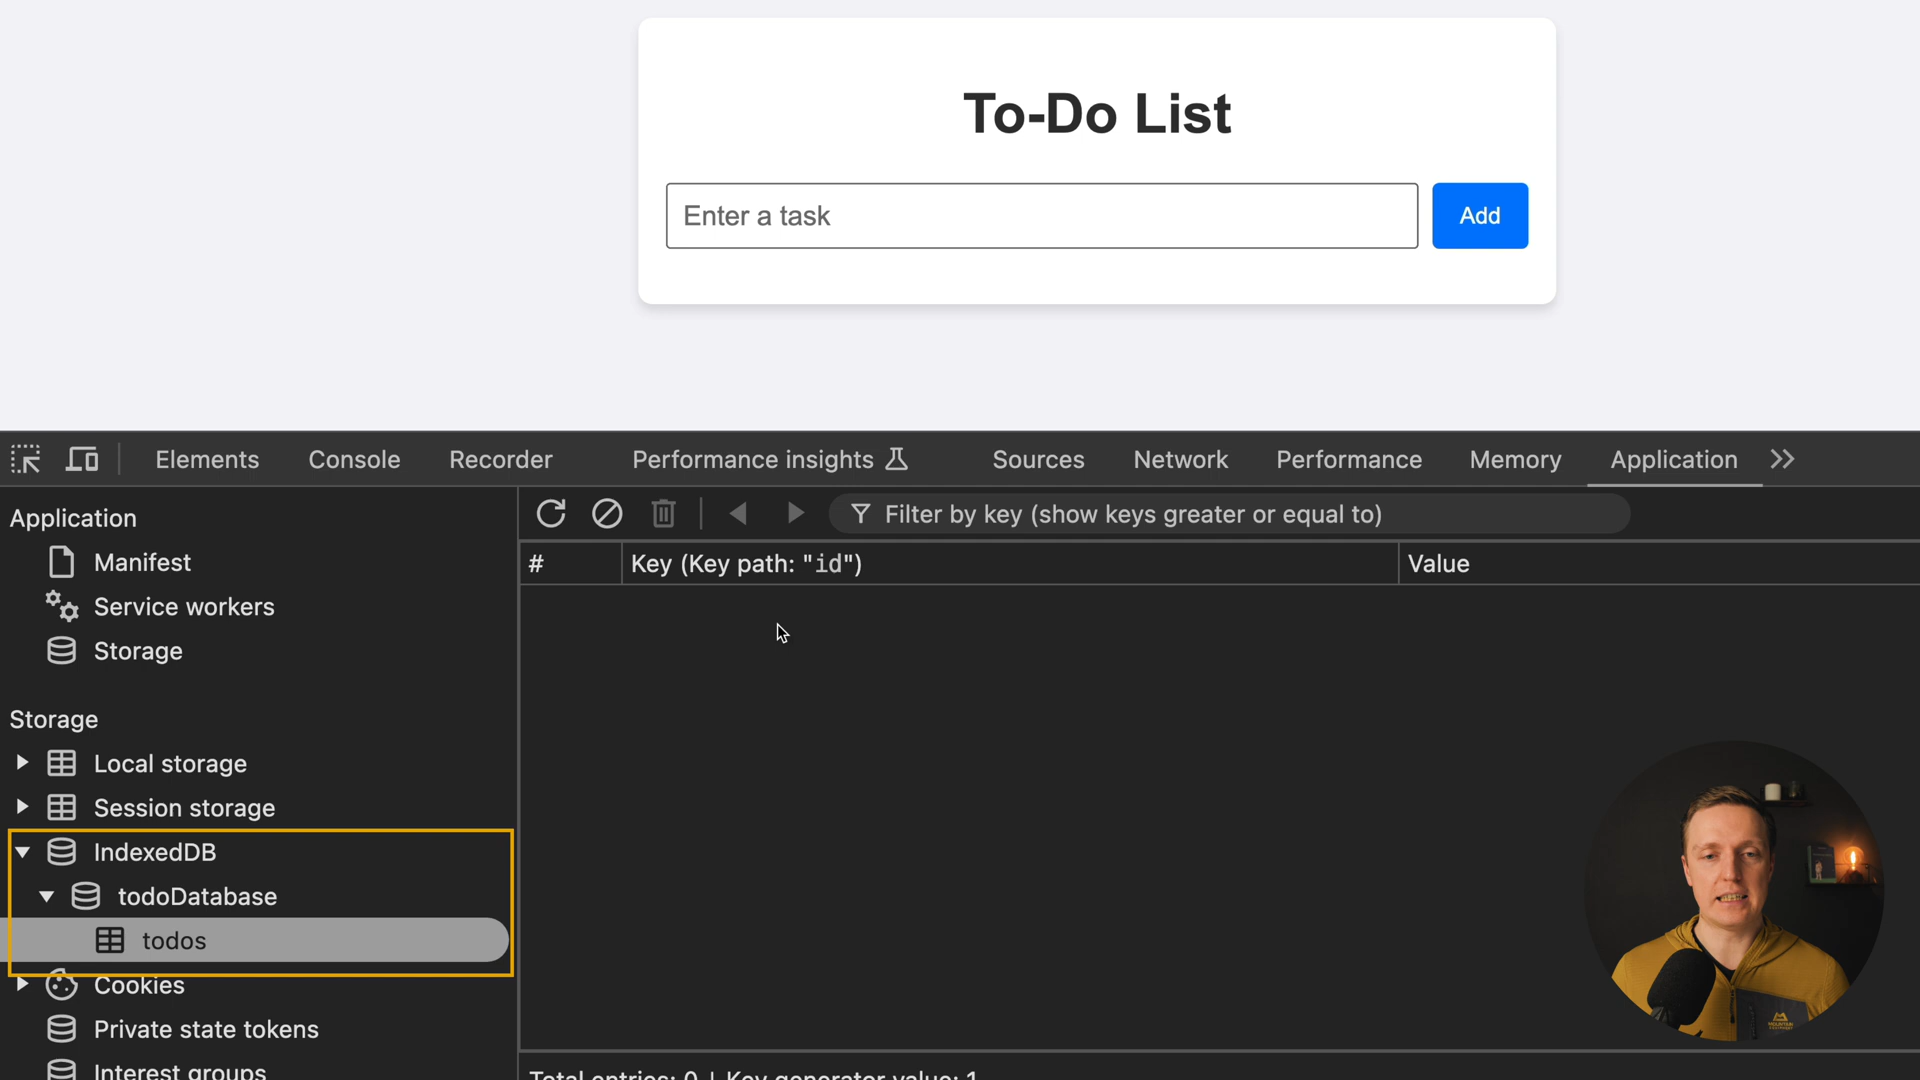 To-Do List
Enter a task
Add
Elements Console Recorder Performance insights Sources Network Performance Memory Application
Application
Filter by key (show keys greater or equal to)
Manifest
# Key (Key path: "id") Value
Service workers
Storage
Storage
Local storage
Session storage
IndexedDB
todoDatabase
todos
Cookies
Private state tokens
Interest groups
Total entries: 0 | Key generator value: 1